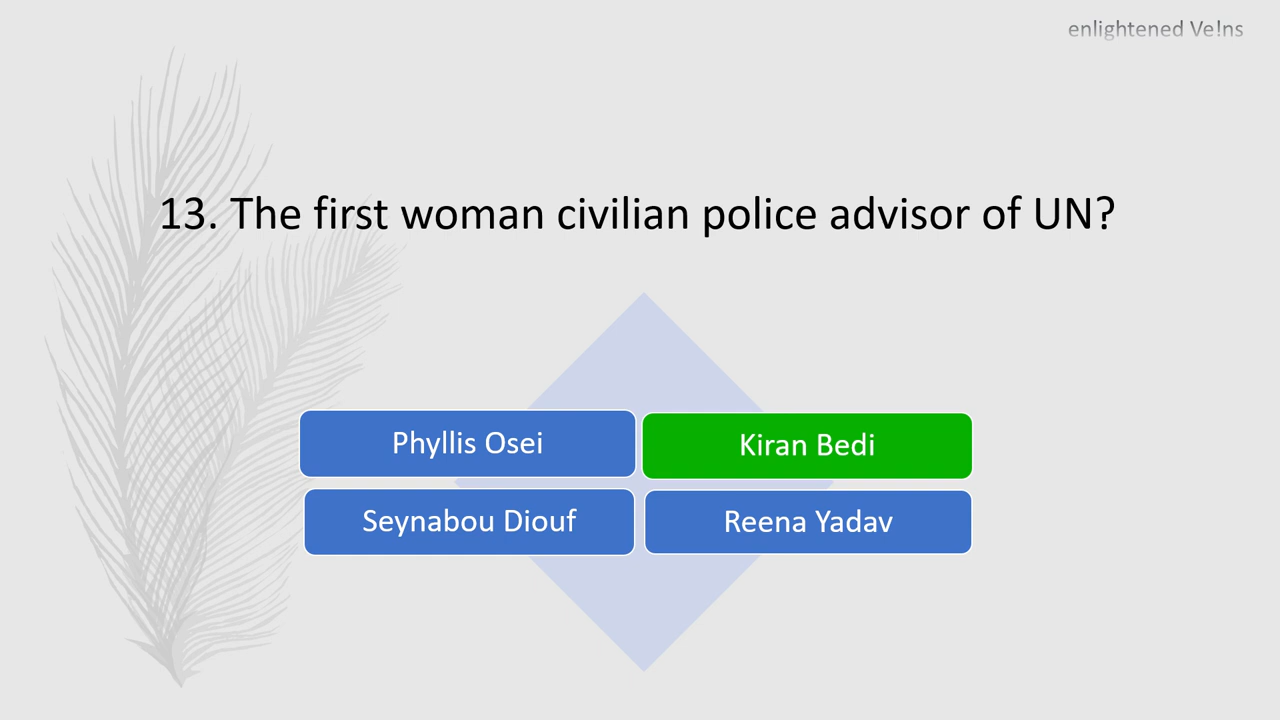 enlightened Ve!ns
13. The first woman civilian police advisor of UN?
Phyllis Osei
Kiran Bedi
Seynabou Diouf
Reena Yadav